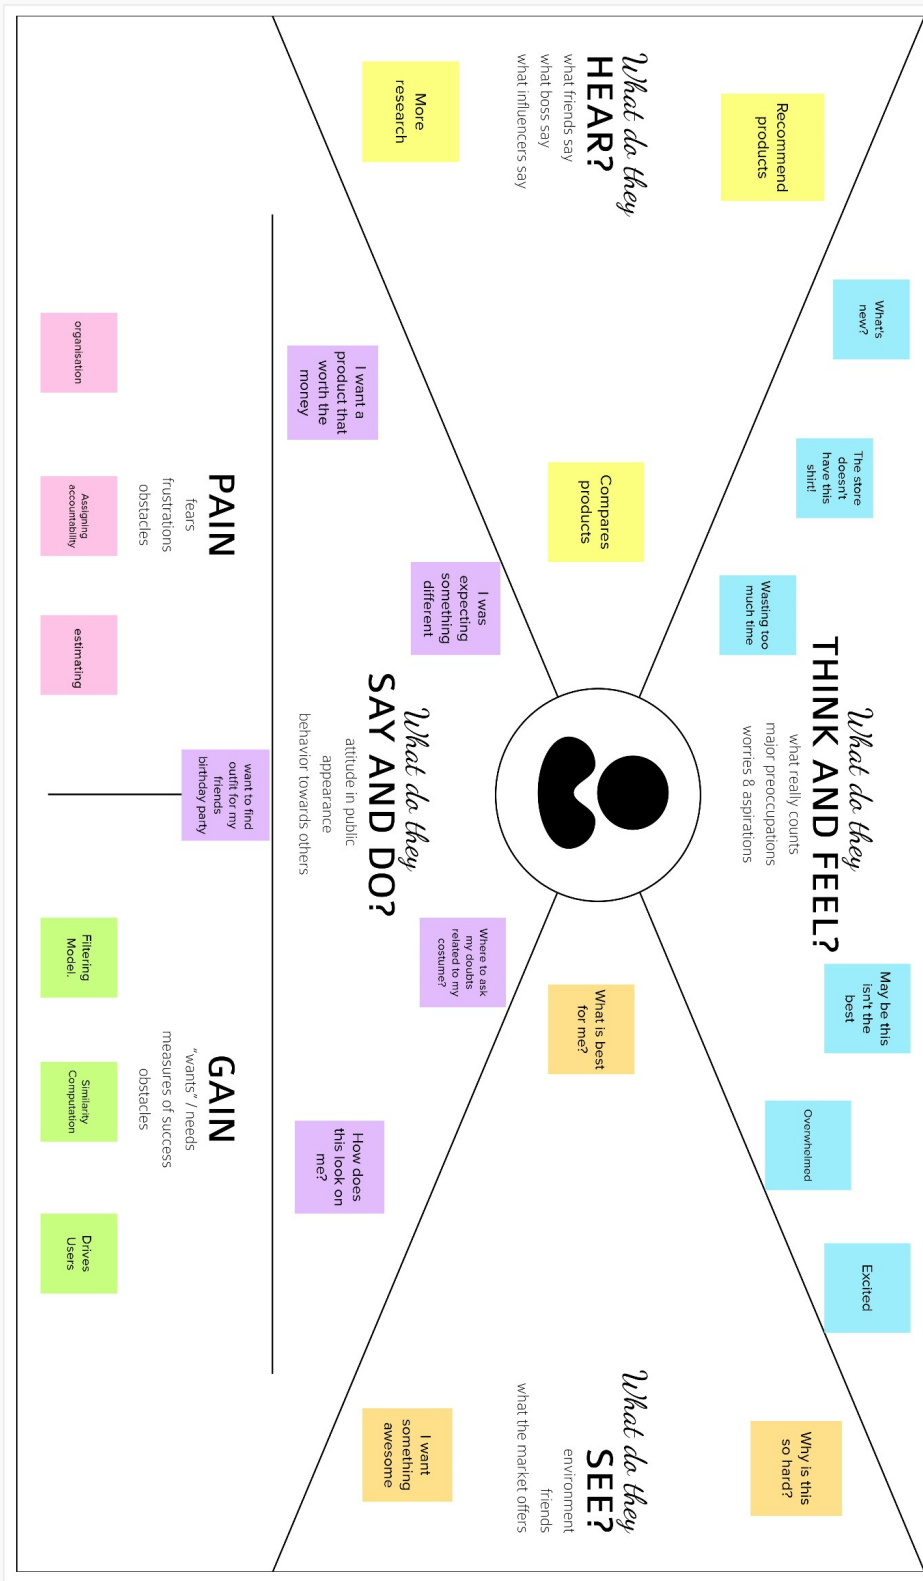 What do they
THINK AND FEEL?
what really counts
major preoccupations
worries & aspirations
What's
new?
The store
doesn't
have this
shirt!
Wasting too
much time
May be this
isn't the
best
Overwhelmed
Excited
What do they
HEAR?
what friends say
what boss say
what influencers say
Recommend
products
Compares
products
More
research
What do they
SEE?
environment
friends
what the market offers
Why is this
so hard?
What is best
for me?
I want
something
awesome
What do they
SAY AND DO?
attitude in public
appearance
behavior towards others
I want a
product that
worth the
money
I was
expecting
something
different
want to find
outfit for my
friends
birthday party
Where to ask
my doubts
related to my
costume?
How does
this look on
me?
PAIN
fears
frustrations
obstacles
organisation
Assigning
accountability
estimating
GAIN
"wants" / needs
measures of success
obstacles
Filtering
Model.
Similarity
Computation
Drives
Users